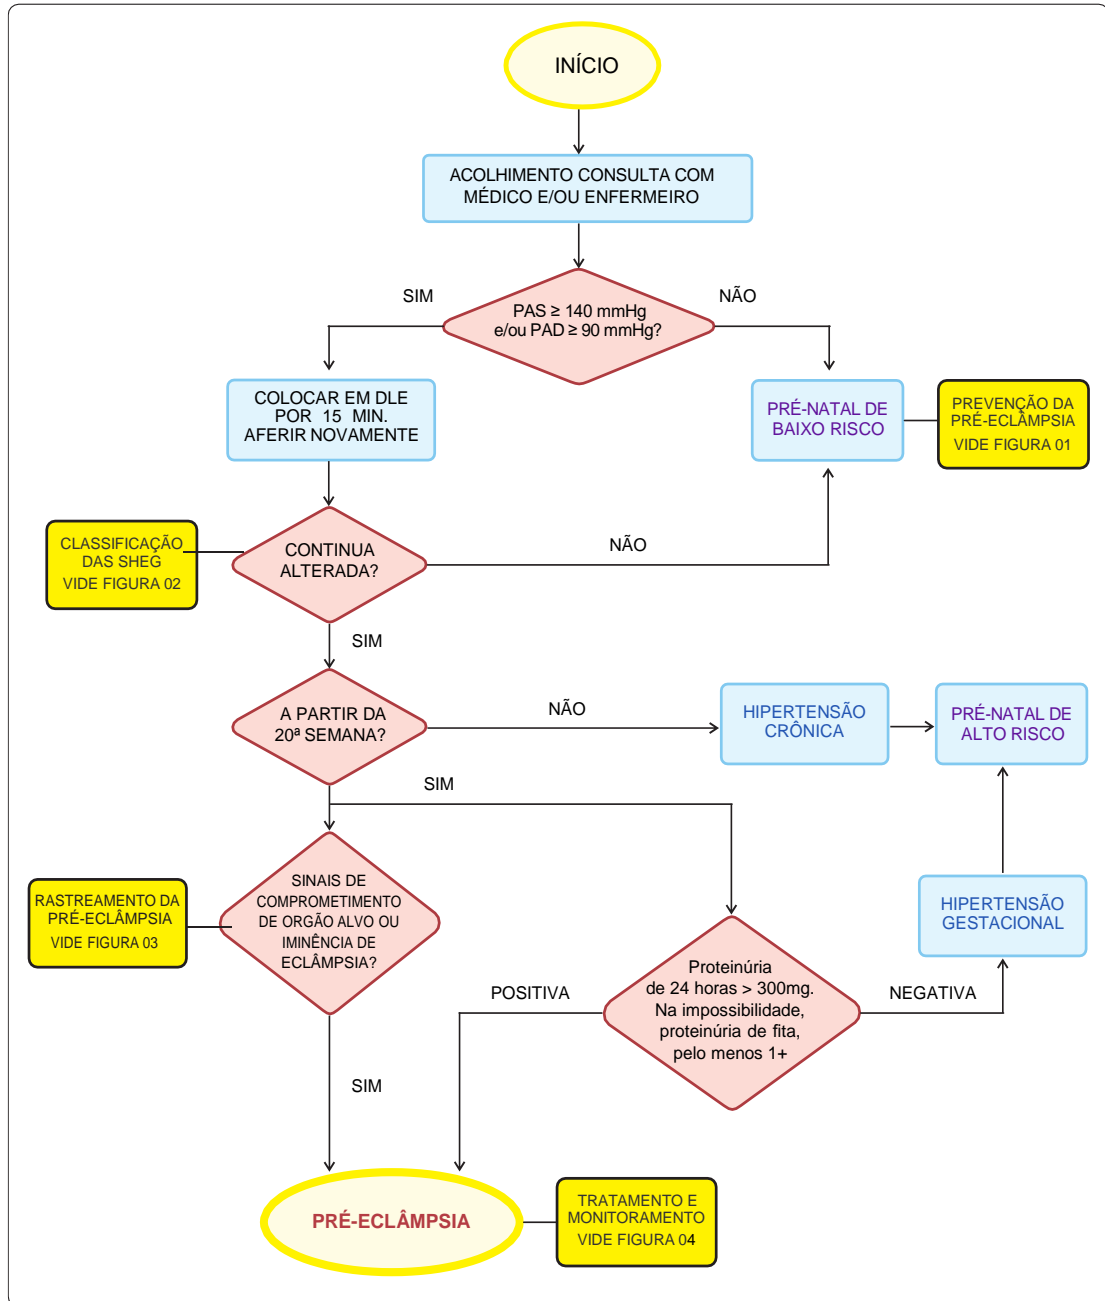 INÍCIO
ACOLHIMENTO CONSULTA COM
MÉDICO E/OU ENFERMEIRO
SIM
NÃO
PAS ≥ 140 mmHg
e/ou PAD ≥ 90 mmHg?
COLOCAR EM DLE
POR 15 MIN.
AFERIR NOVAMENTE
PRÉ-NATAL DE
BAIXO RISCO
PREVENÇÃO DA
PRÉ-ECLÂMPSIA
VIDE FIGURA 01
CLASSIFICAÇÃO
DAS SHEG
VIDE FIGURA 02
CONTINUA
ALTERADA?
NÃO
SIM
A PARTIR DA
20ª SEMANA?
NÃO
HIPERTENSÃO
CRÔNICA
PRÉ-NATAL DE
ALTO RISCO
SIM
RASTREAMENTO DA
PRÉ-ECLÂMPSIA
VIDE FIGURA 03
SINAIS DE
COMPROMETIMENTO
DE ORGÃO ALVO OU
IMINÊNCIA DE
ECLÂMPSIA?
HIPERTENSÃO
GESTACIONAL
POSITIVA
Proteinúria
de 24 horas > 300mg.
Na impossibilidade,
proteinúria de fita,
pelo menos 1+
NEGATIVA
SIM
PRÉ-ECLÂMPSIA
TRATAMENTO E
MONITORAMENTO
VIDE FIGURA 04